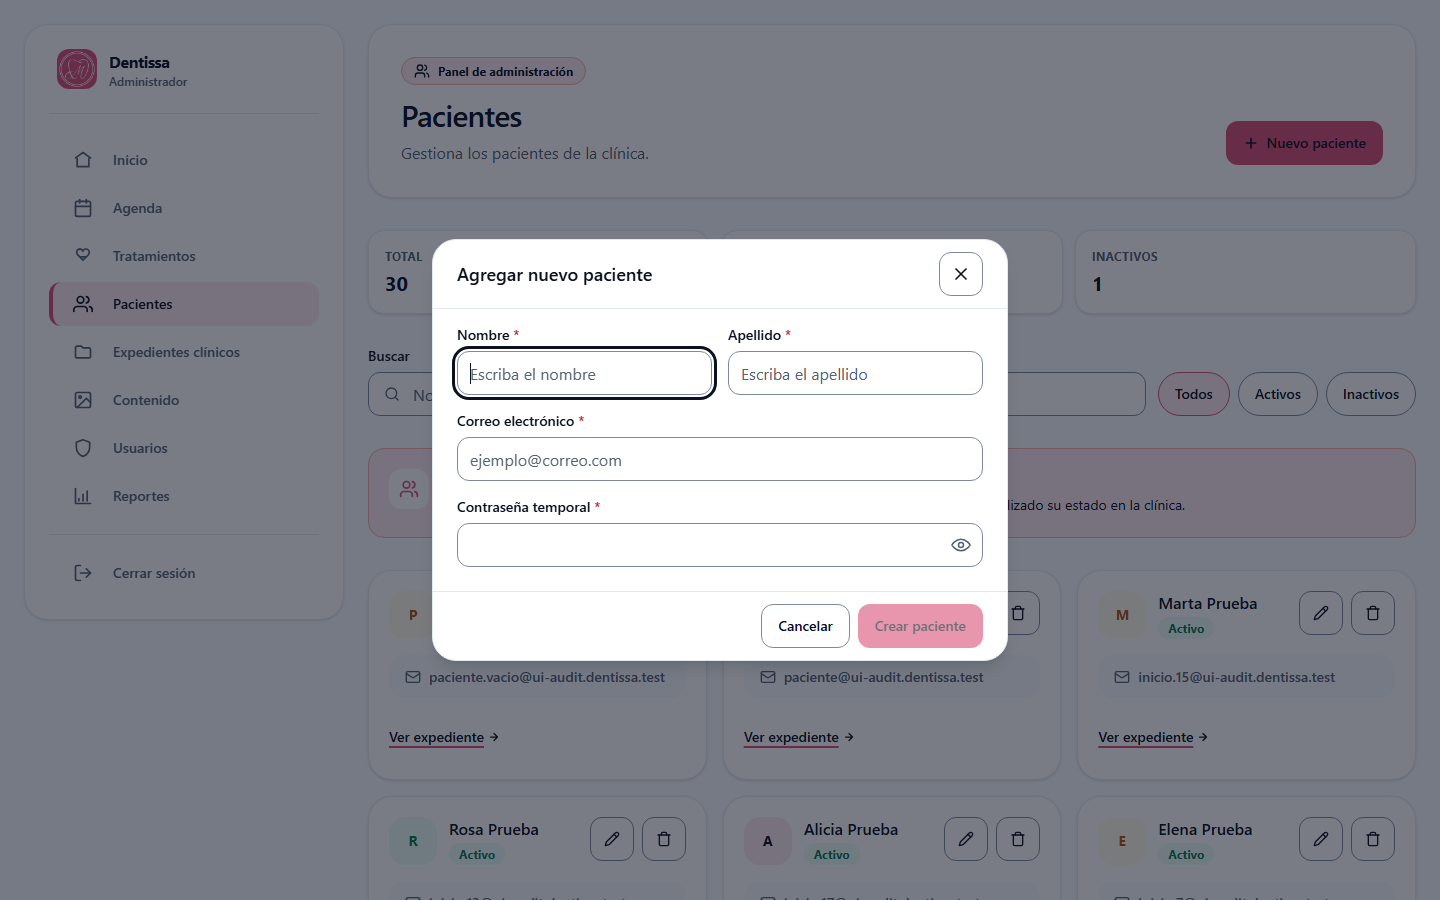 Dentissa
Administrador
Inicio
Agenda
Tratamientos
Pacientes
Expedientes clínicos
Contenido
Usuarios
Reportes
Cerrar sesión
Panel de administración
Pacientes
Gestiona los pacientes de la clínica.
Nuevo paciente
TOTAL
30
INACTIVOS
1
Buscar
Todos
Activos
Inactivos
su estado en la clínica.
Agregar nuevo paciente
Nombre *
Apellido *
Escriba el nombre
Escriba el apellido
Correo electrónico *
ejemplo@correo.com
Contraseña temporal *
Cancelar
Crear paciente
P
paciente.vacio@ui-audit.dentissa.test
Ver expediente
paciente@ui-audit.dentissa.test
Ver expediente
M
Marta Prueba
Activo
inicio.15@ui-audit.dentissa.test
Ver expediente
R
Rosa Prueba
Activo
A
Alicia Prueba
Activo
E
Elena Prueba
Activo